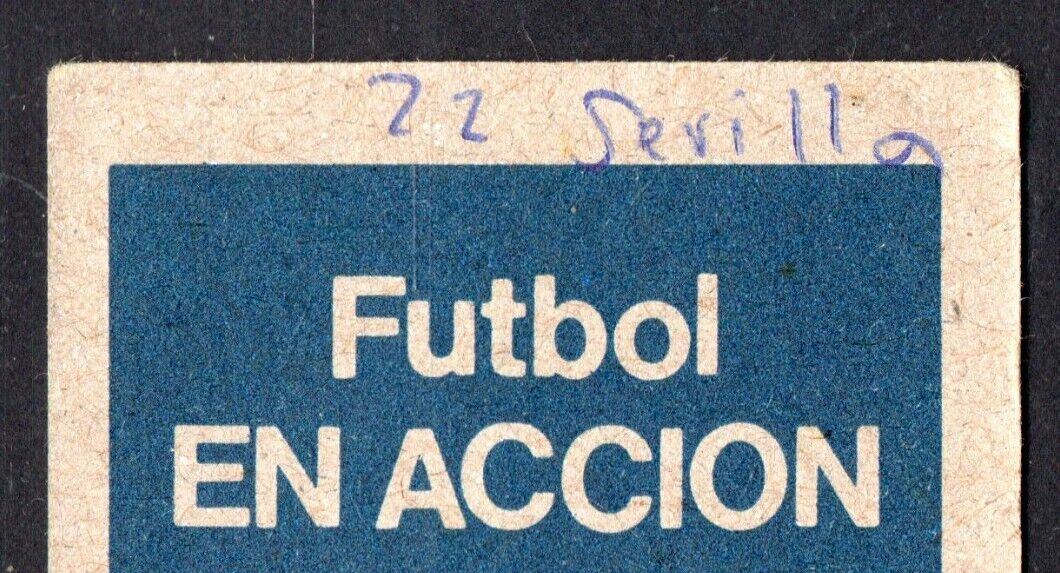 22 Sevilla
Futbol
EN ACCION